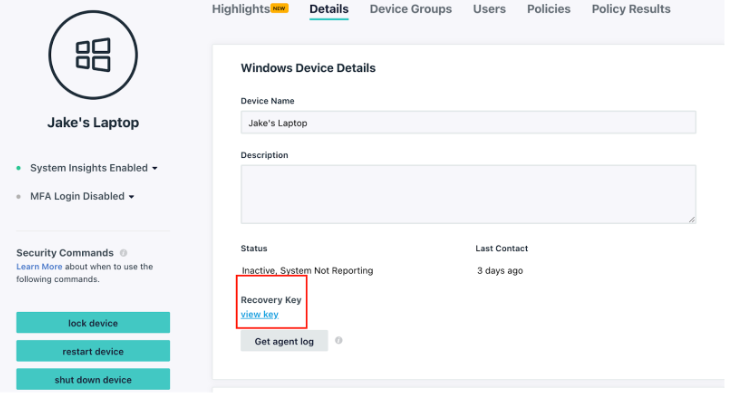 Highlights NEW Details Device Groups Users Policies Policy Results
Jake's Laptop
System Insights Enabled
MFA Login Disabled
Security Commands
Learn More about when to use the
following commands.
lock device
restart device
shut down device
Windows Device Details
Device Name
Jake's Laptop
Description
Status Last Contact
Inactive, System Not Reporting 3 days ago
Recovery Key
view key
Get agent log